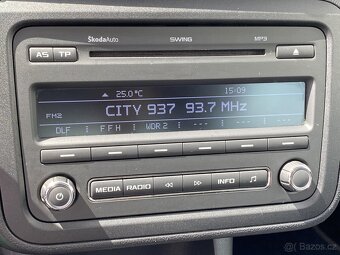 ŠkodaAuto SWING MP3
AS TP
25.0°C 15:09
CITY 937 93.7 MHz
FM2
DLF FFH WDR 2
MEDIA RADIO INFO
Bazos.cz